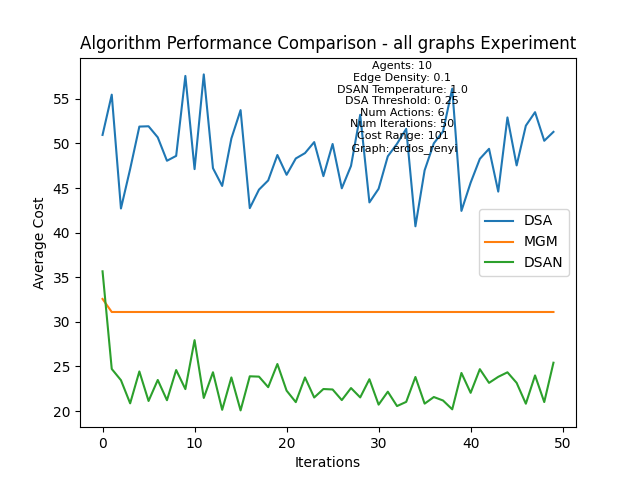 Algorithm Performance Comparison - all graphs Experiment
Agents: 10
Edge Density: 0.1
DSAN Temperature: 1.0
DSA Threshold: 0.25
Num Actions: 6
Num Iterations: 50
Cost Range: 101
Graph: erdos_renyi
Average Cost
55
50
45
40
35
30
25
20
DSA
MGM
DSAN
0
10
20
30
40
50
Iterations